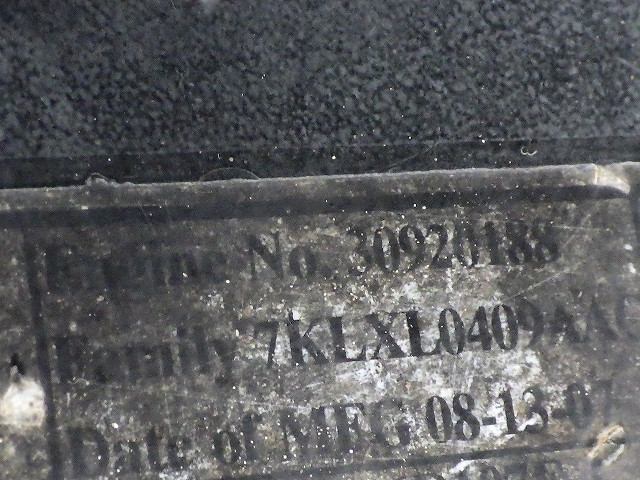 Engine No. 30920188
Family 7KLXL0409AAC
Date of MFG 08-13-07